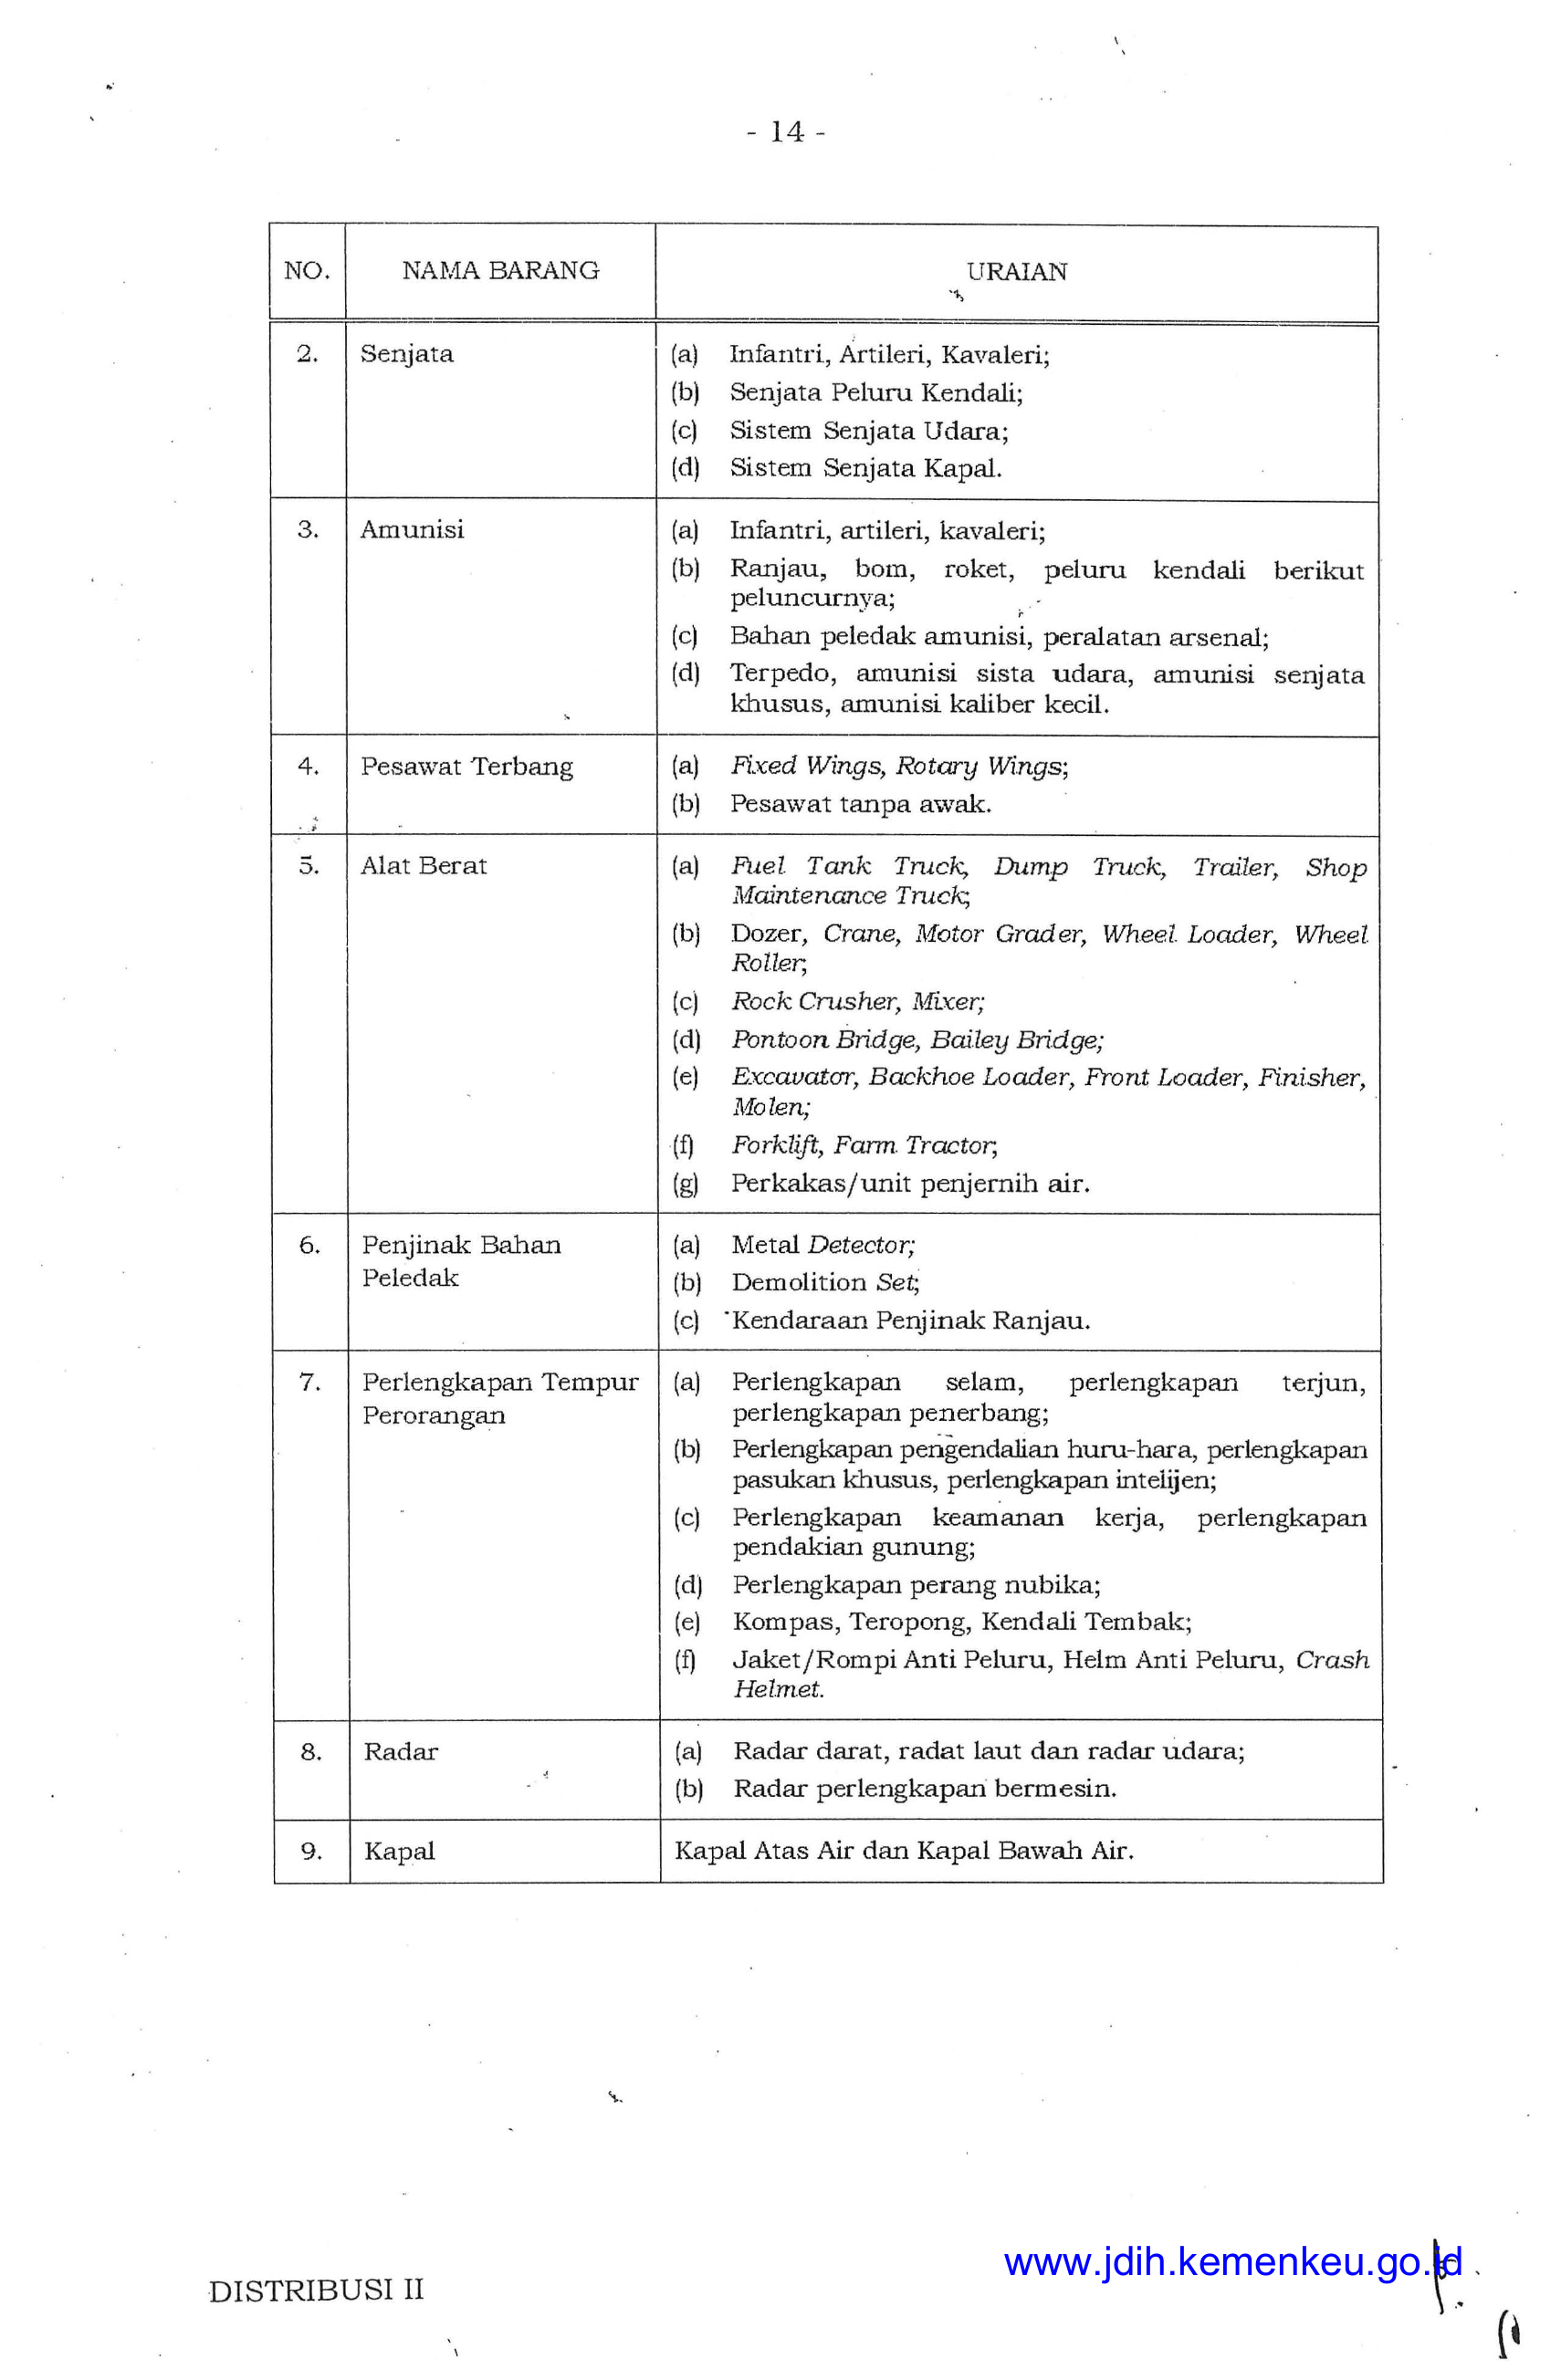 - 14 -
NO.
NAMA BARANG
URAIAN
2.
Senjata
(a) Infantri, Artileri, Kavaleri;
(b) Senjata Peluru Kendali;
(c) Sistem Senjata Udara;
(d) Sistem Senjata Kapal.
3.
Amunisi
(a) Infantri, artileri, kavaleri;
(b) Ranjau, bom, roket, peluru kendali berikut
peluncurnya;
(c) Bahan peledak amunisi, peralatan arsenal;
(d) Terpedo, amunisi sista udara, amunisi senjata
khusus, amunisi kaliber kecil.
4.
Pesawat Terbang
(a) Fixed Wings, Rotary Wings;
(b) Pesawat tanpa awak.
5.
Alat Berat
(a) Fuel Tank Truck, Dump Truck, Trailer, Shop
Maintenance Truck;
(b) Dozer, Crane, Motor Grader, Wheel Loader, Wheel
Roller;
(c) Rock Crusher, Mixer;
(d) Pontoon Bridge, Bailey Bridge;
(e) Excavator, Backhoe Loader, Front Loader, Finisher,
Molen;
(f) Forklift, Farm Tractor;
(g) Perkakas/unit penjernih air.
6.
Penjinak Bahan
Peledak
(a) Metal Detector;
(b) Demolition Set;
(c) Kendaraan Penjinak Ranjau.
7.
Perlengkapan Tempur
Perorangan
(a) Perlengkapan selam, perlengkapan terjun,
perlengkapan penerbang;
(b) Perlengkapan pengendalian huru-hara, perlengkapan
pasukan khusus, perlengkapan intelijen;
(c) Perlengkapan keamanan kerja, perlengkapan
pendakian gunung;
(d) Perlengkapan perang nubika;
(e) Kompas, Teropong, Kendali Tembak;
(f) Jaket/Rompi Anti Peluru, Helm Anti Peluru, Crash
Helmet.
8.
Radar
(a) Radar darat, radat laut dan radar udara;
(b) Radar perlengkapan bermesin.
9.
Kapal
Kapal Atas Air dan Kapal Bawah Air.
www.jdih.kemenkeu.go.id
DISTRIBUSI II